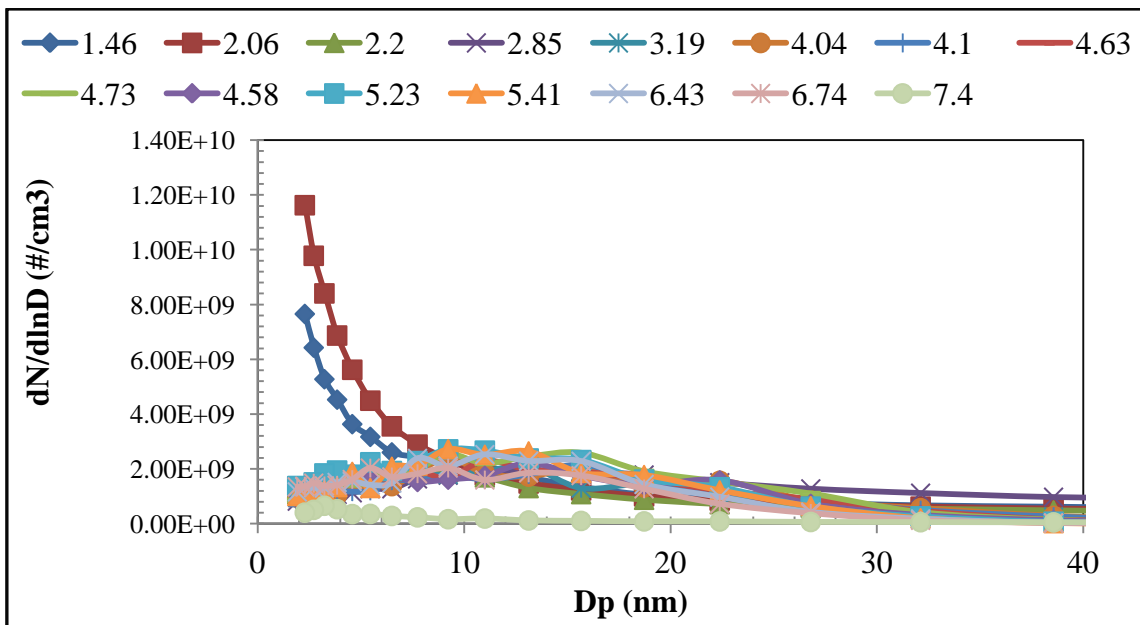 1.46 2.06 2.2 2.85 3.19 4.04 4.1 4.63
4.73 4.58 5.23 5.41 6.43 6.74 7.4
1.40E+10
1.20E+10
1.00E+10
8.00E+09
6.00E+09
4.00E+09
2.00E+09
0.00E+00
dN/dlnD (#/cm3)
0 10 20 30 40
Dp (nm)